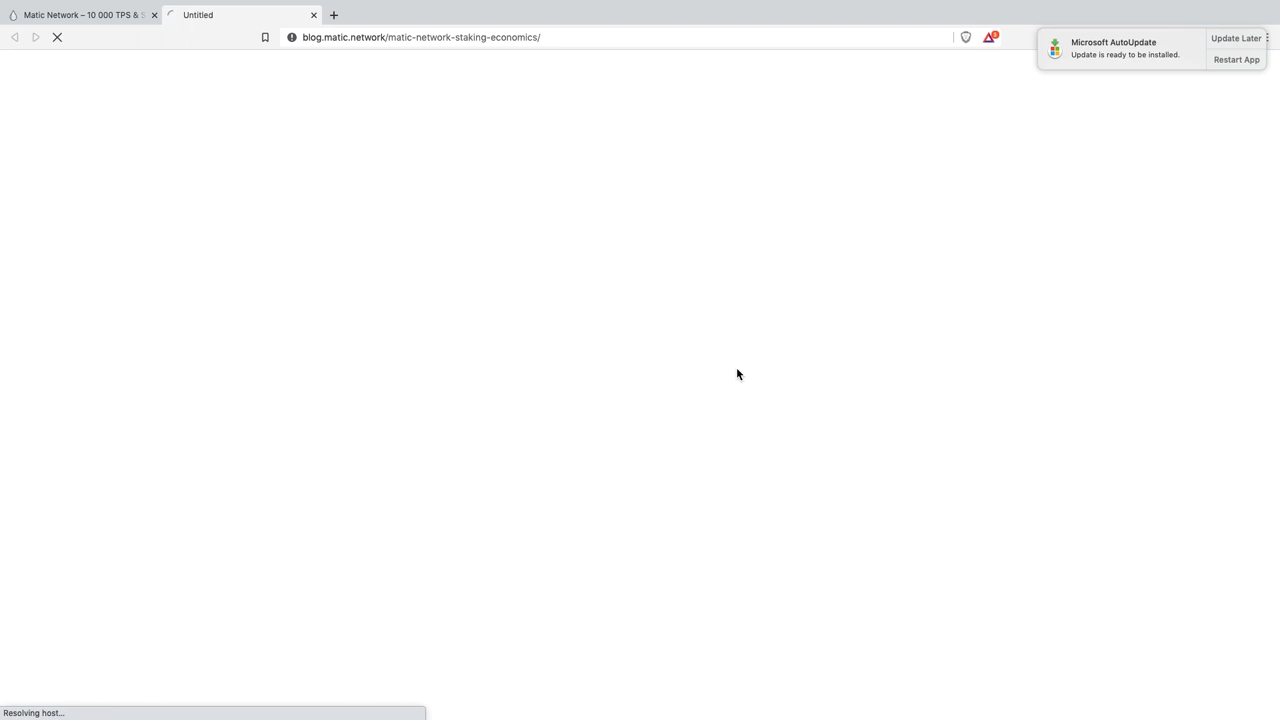 Matic Network – 10 000 TPS &
Untitled
blog.matic.network/matic-network-staking-economics/
3
Microsoft AutoUpdate
Update is ready to be installed.
Update Later
Restart App
Resolving host...